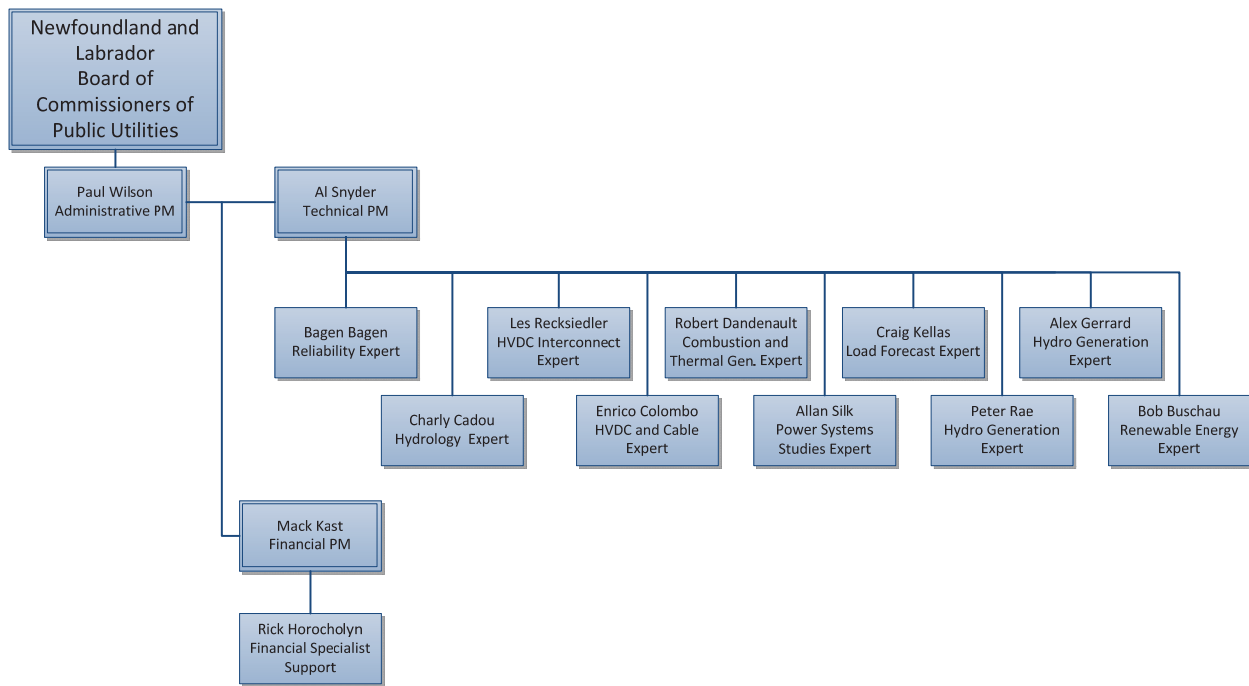 Newfoundland and
Labrador
Board of
Commissioners of
Public Utilities
Paul Wilson
Administrative PM
Al Snyder
Technical PM
Bagen Bagen
Reliability Expert
Les Recksiedler
HVDC Interconnect
Expert
Robert Dandenault
Combustion and
Thermal Gen. Expert
Craig Kellas
Load Forecast Expert
Alex Gerrard
Hydro Generation
Expert
Charly Cadou
Hydrology Expert
Enrico Colombo
HVDC and Cable
Expert
Allan Silk
Power Systems
Studies Expert
Peter Rae
Hydro Generation
Expert
Bob Buschau
Renewable Energy
Expert
Mack Kast
Financial PM
Rick Horocholyn
Financial Specialist
Support